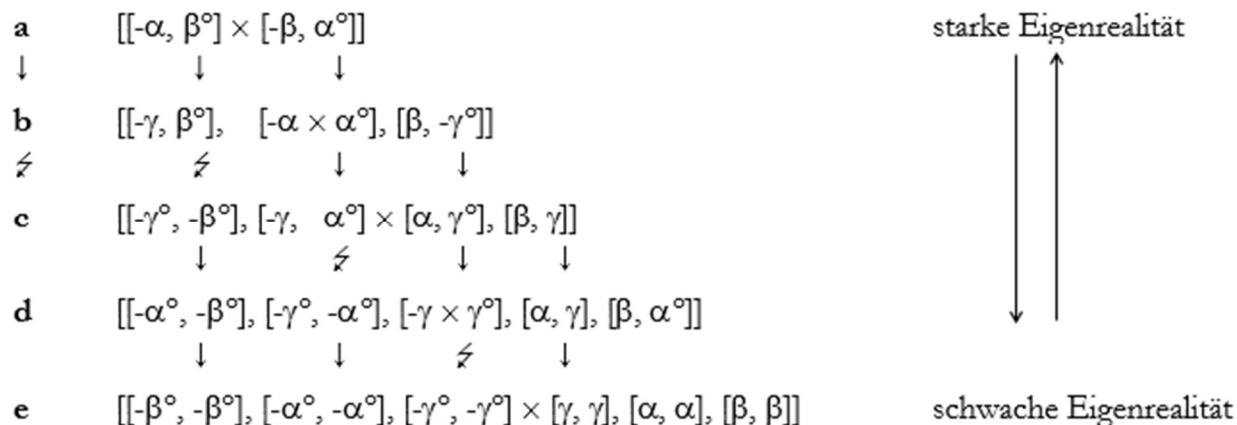 a [[-α, β°] × [-β, α°]] starke Eigenrealität
↓ ↓ ↓
b [[-γ, β°], [-α × α°], [β, -γ°]]
↯ ↯ ↓ ↓
c [[-γ°, -β°], [-γ, α°] × [α, γ°], [β, γ]]
↓ ↯ ↓ ↓
d [[-α°, -β°], [-γ°, -α°], [-γ × γ°], [α, γ], [β, α°]]
↓ ↓ ↯ ↓
e [[-β°, -β°], [-α°, -α°], [-γ°, -γ°] × [γ, γ], [α, α], [β, β]] schwache Eigenrealität